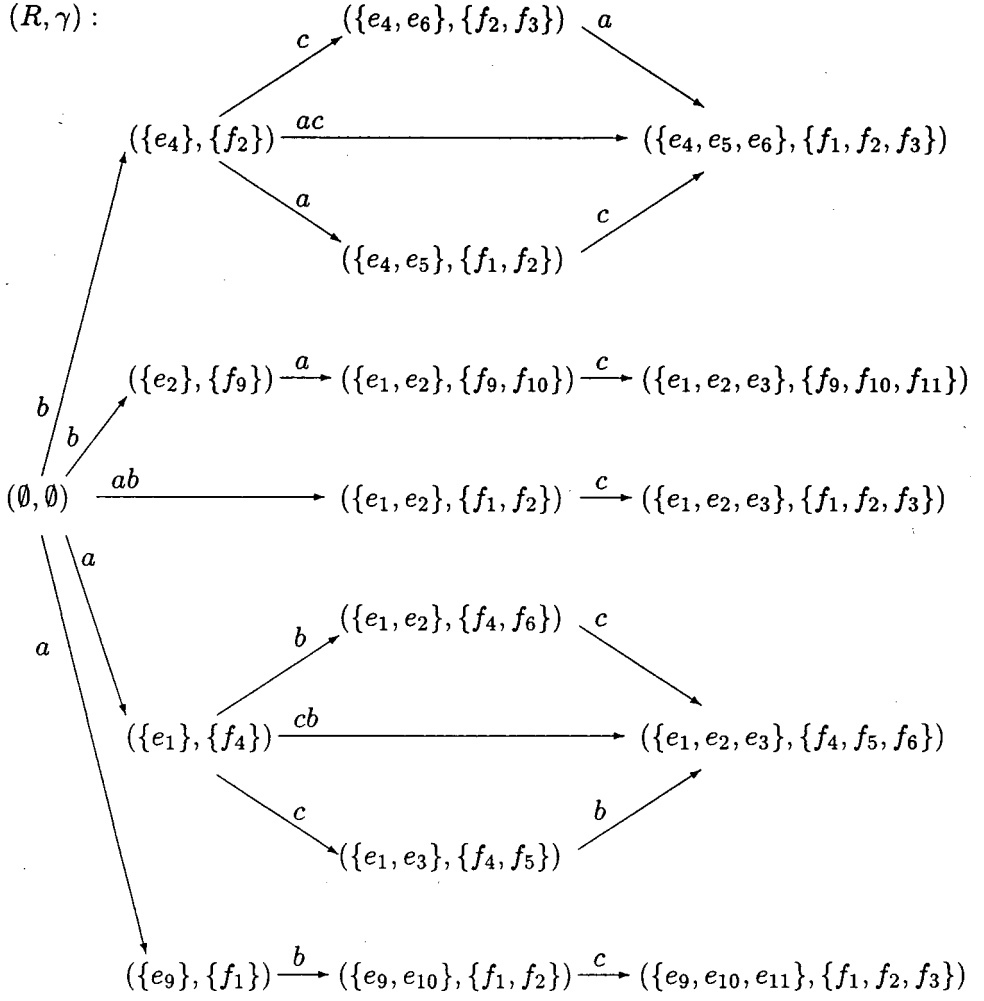 (R, γ) :
({e₄, e₆}, {f₂, f₃})
c
a
({e₄}, {f₂})
ac
({e₄, e₅, e₆}, {f₁, f₂, f₃})
a
c
({e₄, e₅}, {f₁, f₂})
({e₂}, {f₉}) a ({e₁, e₂}, {f₉, f₁₀}) c ({e₁, e₂, e₃}, {f₉, f₁₀, f₁₁})
b
b
(∅, ∅) ab ({e₁, e₂}, {f₁, f₂}) c ({e₁, e₂, e₃}, {f₁, f₂, f₃})
a
a
({e₁, e₂}, {f₄, f₆})
b
c
({e₁}, {f₄}) cb ({e₁, e₂, e₃}, {f₄, f₅, f₆})
c
b
({e₁, e₃}, {f₄, f₅})
({e₉}, {f₁}) b ({e₉, e₁₀}, {f₁, f₂}) c ({e₉, e₁₀, e₁₁}, {f₁, f₂, f₃})